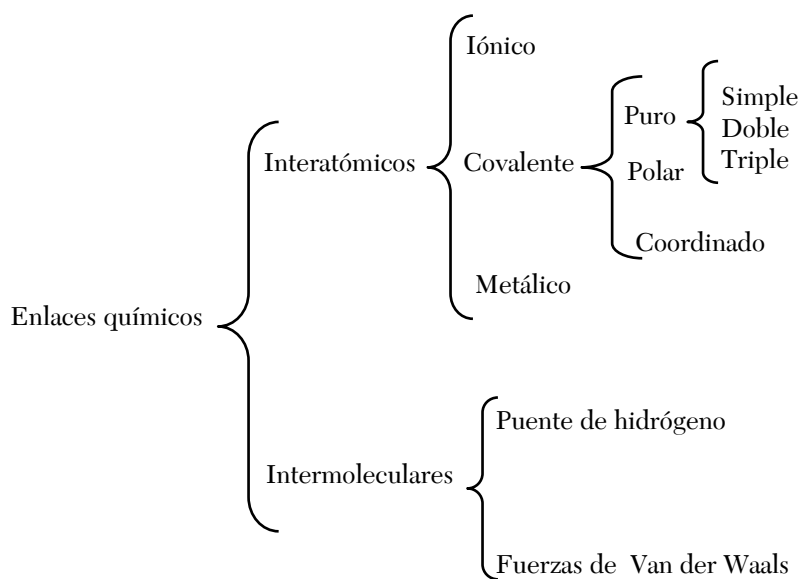 Iónico
Simple
Puro
Doble
Interatómicos
Covalente
Triple
Polar
Coordinado
Metálico
Enlaces químicos
Puente de hidrógeno
Intermoleculares
Fuerzas de Van der Waals